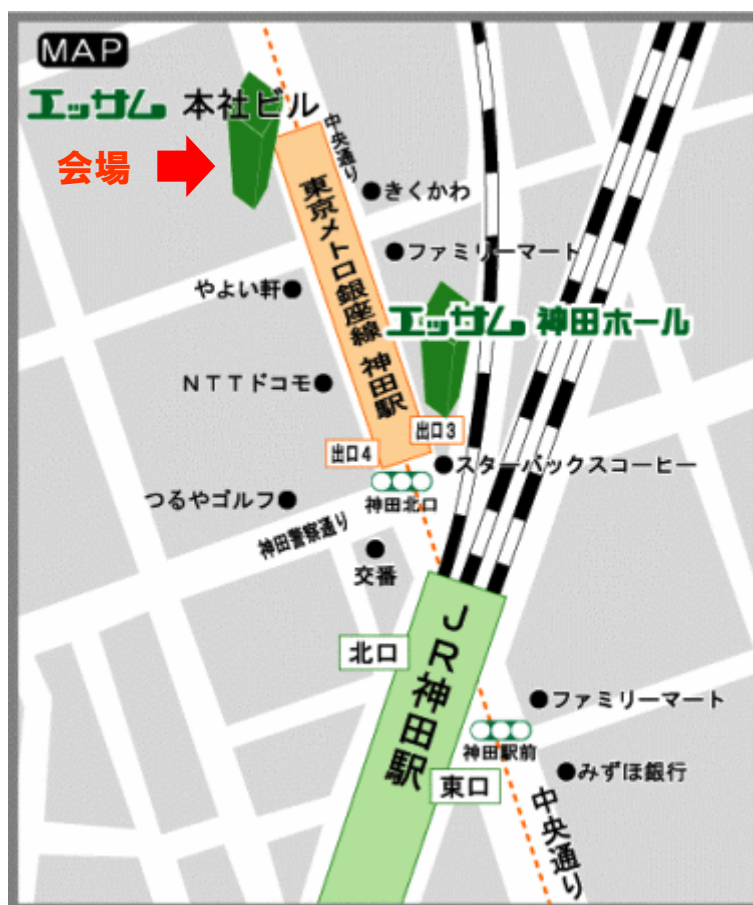 MAP
エッサム 本社ビル
会場
中央通り
きくかわ
東京メトロ銀座線 神田駅
ファミリーマート
やよい軒
エッサム 神田ホール
NTTドコモ
出口3
出口4
スターバックスコーヒー
つるやゴルフ
神田北口
神田警察通り
交番
JR神田駅
北口
ファミリーマート
神田駅前
東口
みずほ銀行
中央通り